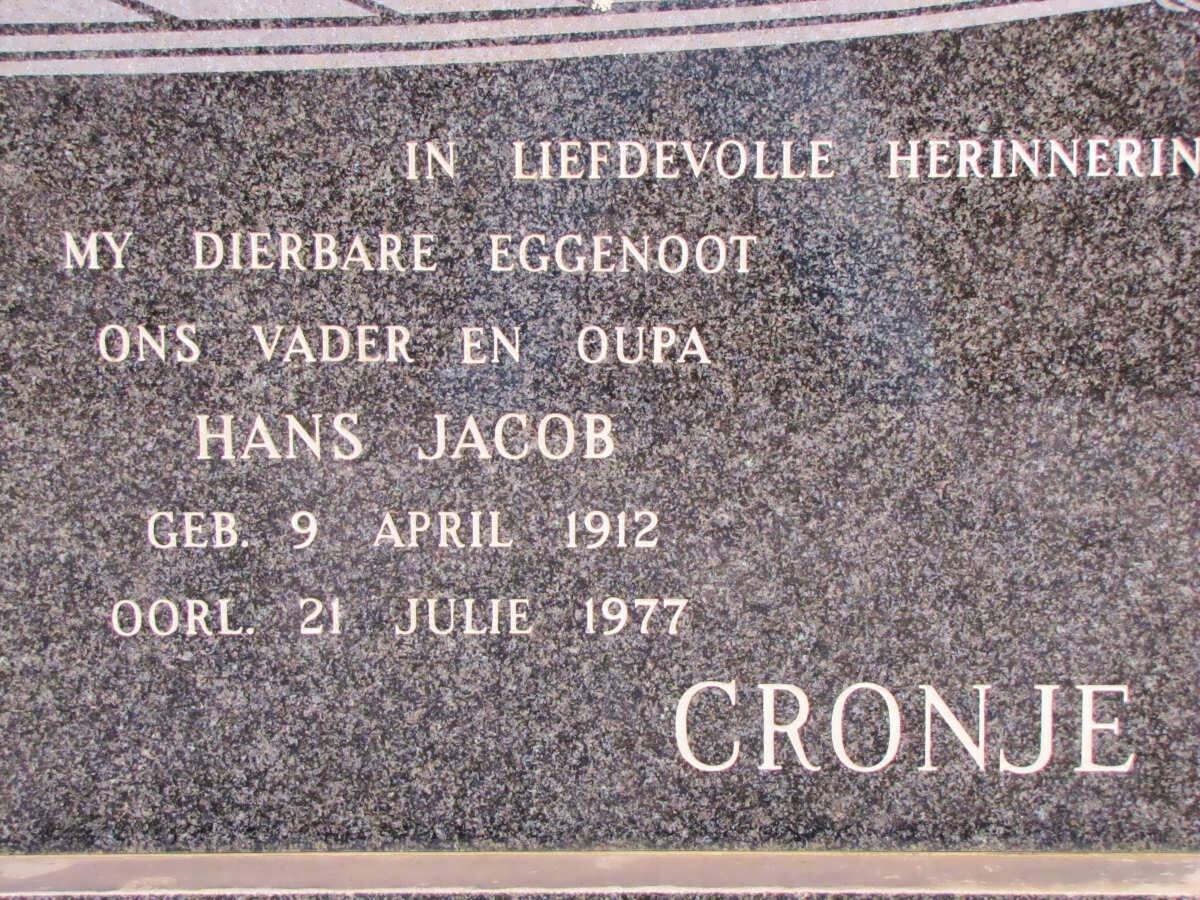 IN LIEFDEVOLLE HERINNERIN
MY DIERBARE EGGENOOT
ONS VADER EN OUPA
HANS JACOB
GEB. 9 APRIL 1912
OORL. 21 JULIE 1977
CRONJE